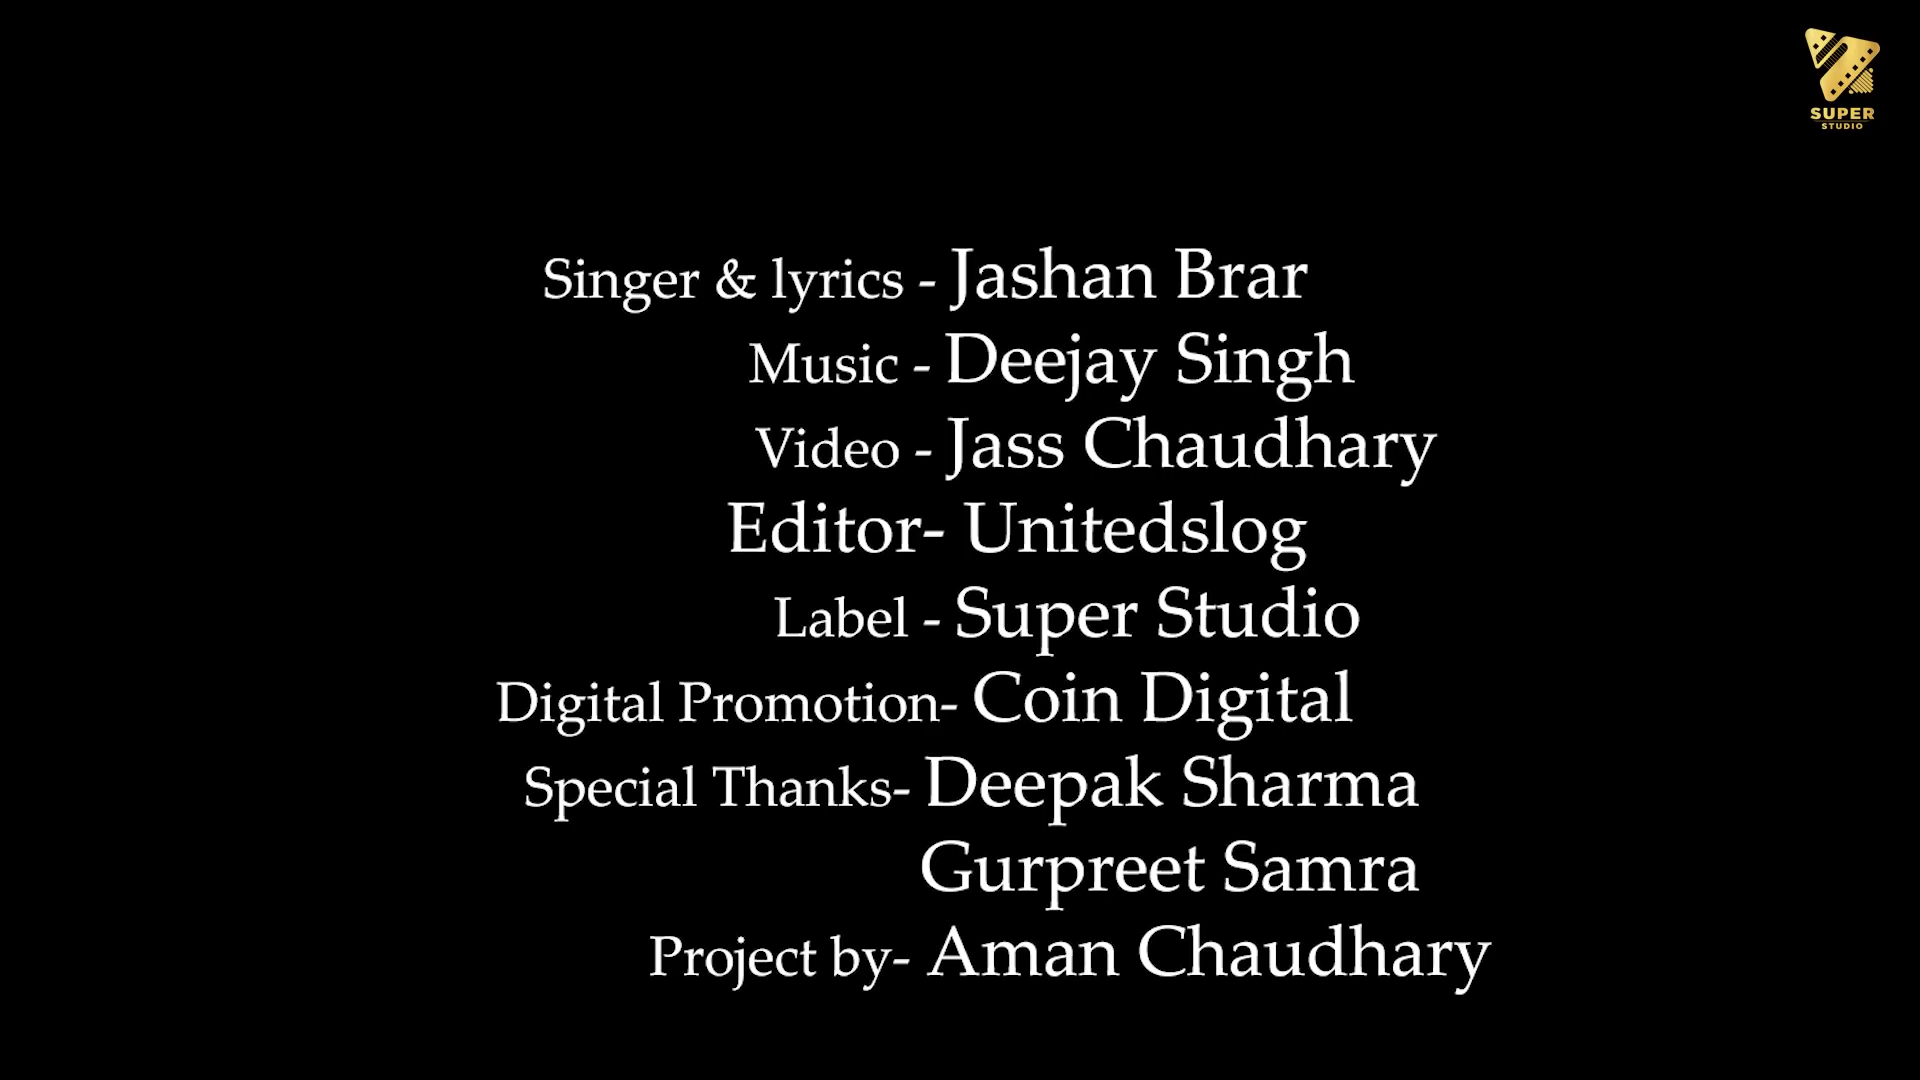 SUPER
STUDIO
Singer & lyrics - Jashan Brar
Music - Deejay Singh
Video - Jass Chaudhary
Editor- Unitedslog
Label - Super Studio
Digital Promotion- Coin Digital
Special Thanks- Deepak Sharma
Gurpreet Samra
Project by- Aman Chaudhary